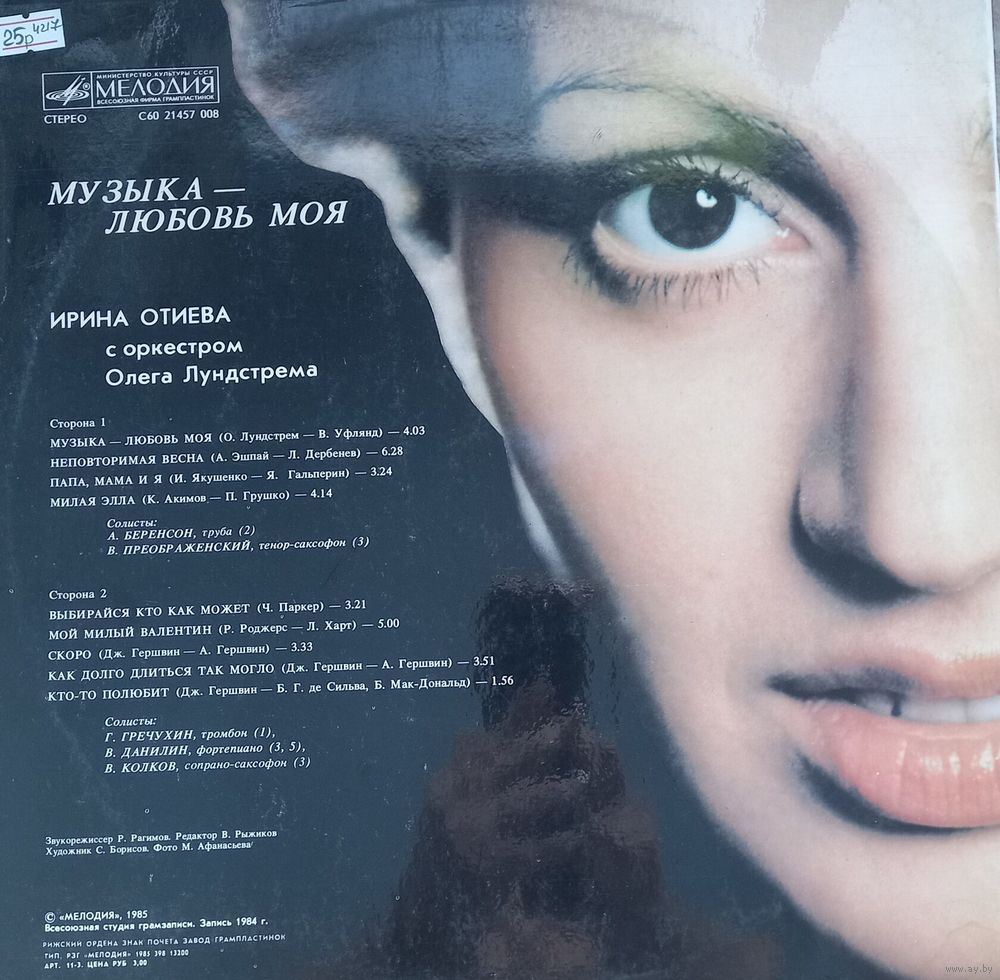 25р 4217
МИНИСТЕРСТВО КУЛЬТУРЫ СССР
МЕЛОДИЯ
ВСЕСОЮЗНАЯ ФИРМА ГРАМПЛАСТИНОК
СТЕРЕО С60 21457 008
МУЗЫКА —
ЛЮБОВЬ МОЯ
ИРИНА ОТИЕВА
с оркестром
Олега Лундстрема
Сторона 1
МУЗЫКА — ЛЮБОВЬ МОЯ (О. Лундстрем — В. Уфлянд) — 4.03
НЕПОВТОРИМАЯ ВЕСНА (А. Эшпай — Л. Дербенев) — 6.28
ПАПА, МАМА И Я (И. Якушенко — Я. Гальперин) — 3.24
МИЛАЯ ЭЛЛА (К. Акимов — П. Грушко) — 4.14
Солисты:
А. БЕРЕНСОН, труба (2)
В. ПРЕОБРАЖЕНСКИЙ, тенор-саксофон (3)
Сторона 2
ВЫБИРАЙСЯ КТО КАК МОЖЕТ (Ч. Паркер) — 3.21
МОЙ МИЛЫЙ ВАЛЕНТИН (Р. Роджерс — Л. Харт) — 5.00
СКОРО (Дж. Гершвин — А. Гершвин) — 3.33
КАК ДОЛГО ДЛИТЬСЯ ТАК МОГЛО (Дж. Гершвин — А. Гершвин) — 3.51
КТО-ТО ПОЛЮБИТ (Дж. Гершвин — Б. Г. де Сильва, Б. Мак-Дональд) — 1.56
Солисты:
Г. ГРЕЧУХИН, тромбон (1),
В. ДАНИЛИН, фортепиано (3, 5),
В. КОЛКОВ, сопрано-саксофон (3)
Звукорежиссер Р. Рагимов. Редактор В. Рыжиков
Художник С. Борисов. Фото М. Афанасьева
© «МЕЛОДИЯ», 1985
Всесоюзная студия грамзаписи. Запись 1984 г.
РИЖСКИЙ ОРДЕНА ЗНАК ПОЧЕТА ЗАВОД ГРАМПЛАСТИНОК
ТИП. РЗГ «МЕЛОДИЯ» 1985 398 13200
АРТ. 11-3. ЦЕНА РУБ 3,00
www.ay.by